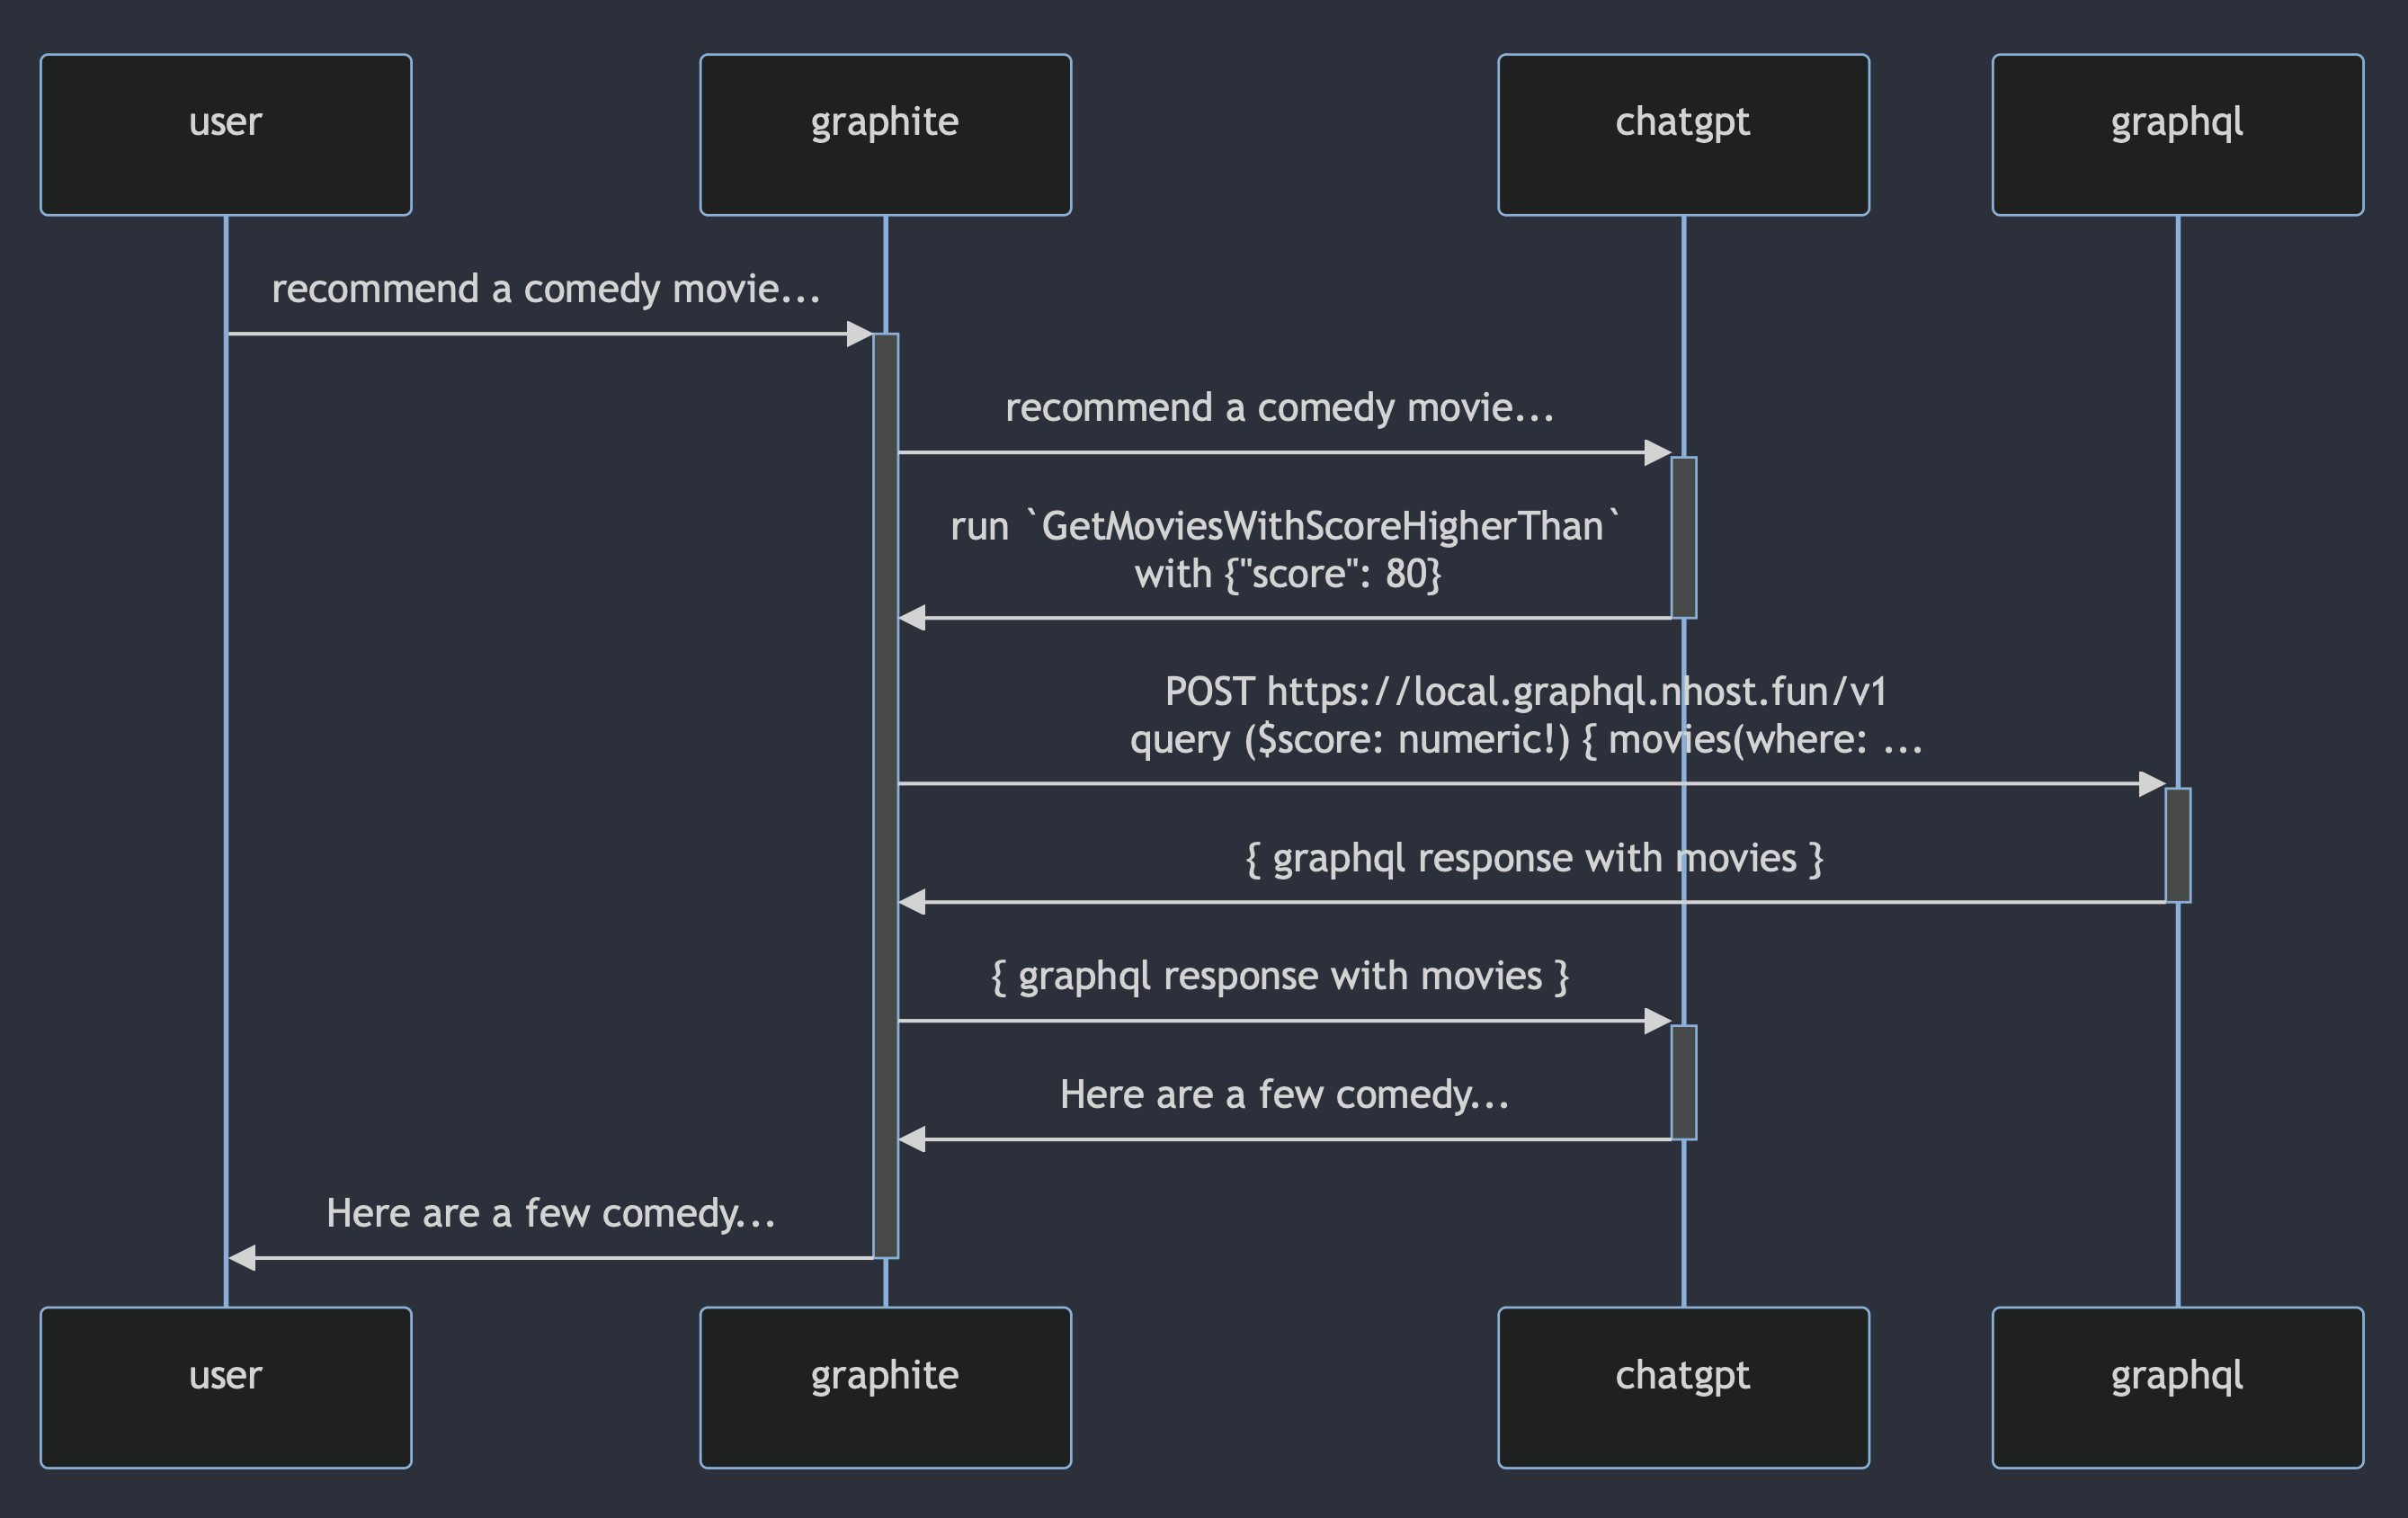 user
graphite
chatgpt
graphql
recommend a comedy movie...
recommend a comedy movie...
run `GetMoviesWithScoreHigherThan`
with {"score": 80}
POST https://local.graphql.nhost.fun/v1
query ($score: numeric!) { movies(where: ...
{ graphql response with movies }
{ graphql response with movies }
Here are a few comedy...
Here are a few comedy...
user
graphite
chatgpt
graphql